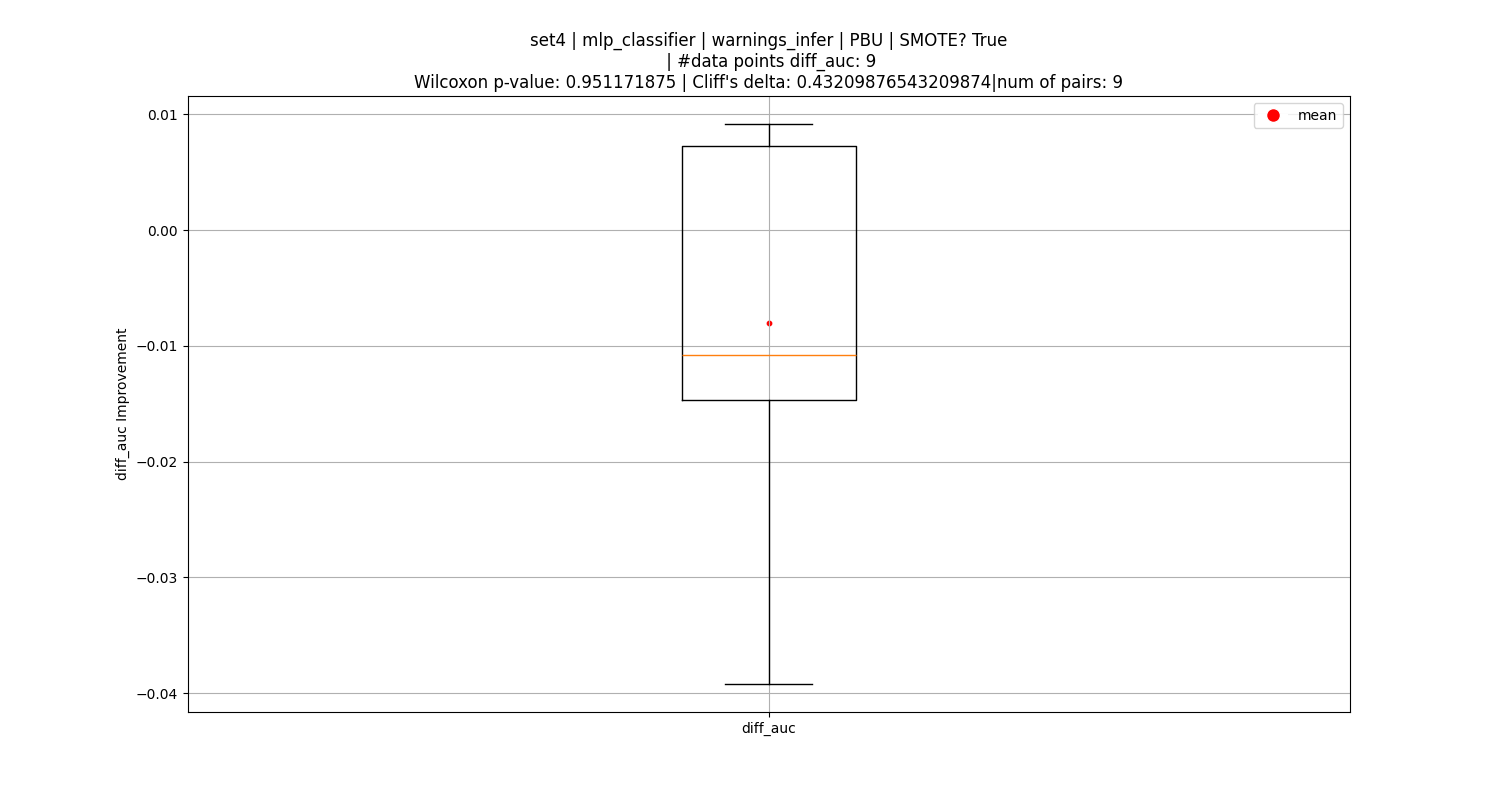 set4 | mlp_classifier | warnings_infer | PBU | SMOTE? True
| #data points diff_auc: 9
Wilcoxon p-value: 0.951171875 | Cliff's delta: 0.43209876543209874|num of pairs: 9
mean
0.01
0.00
−0.01
−0.02
−0.03
−0.04
diff_auc Improvement
diff_auc